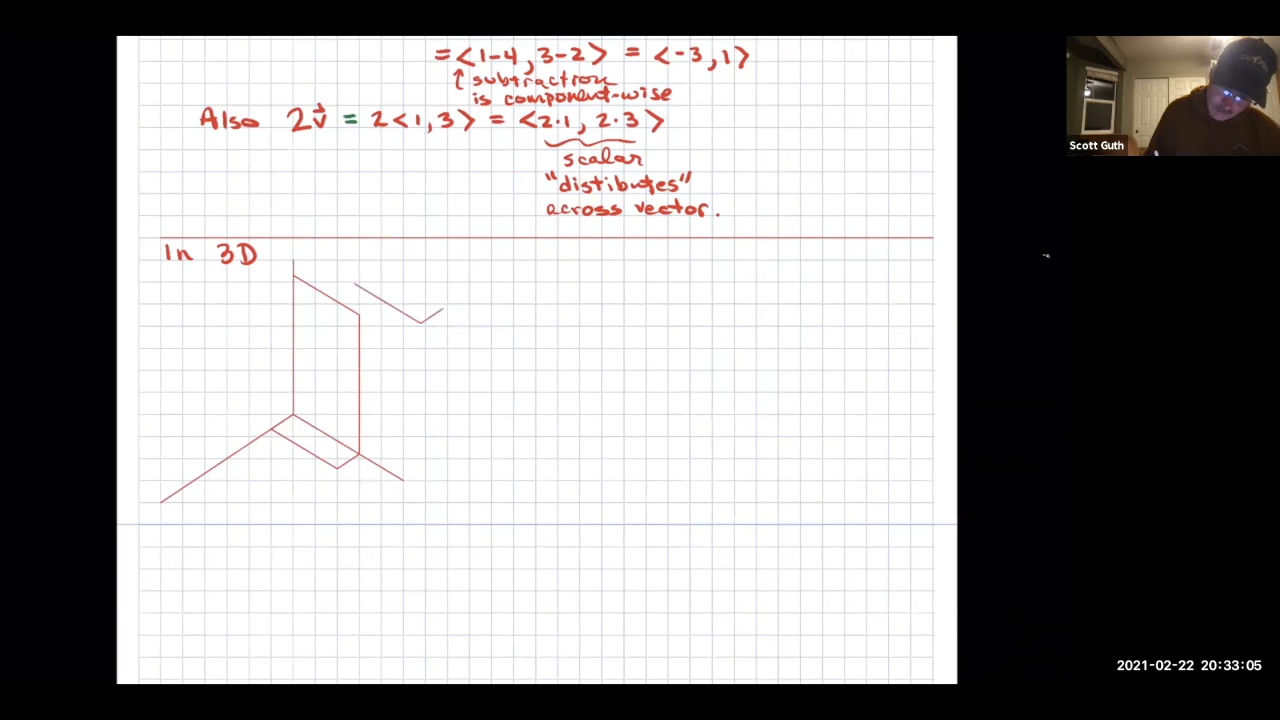 = <1-4, 3-2> = <-3, 1>
↑ subtraction
is component-wise
Also 2v⃗ = 2<1, 3> = <2·1, 2·3>
scalar
"distibutes"
across vector.
In 3D
Scott Guth
2021-02-22 20:33:05